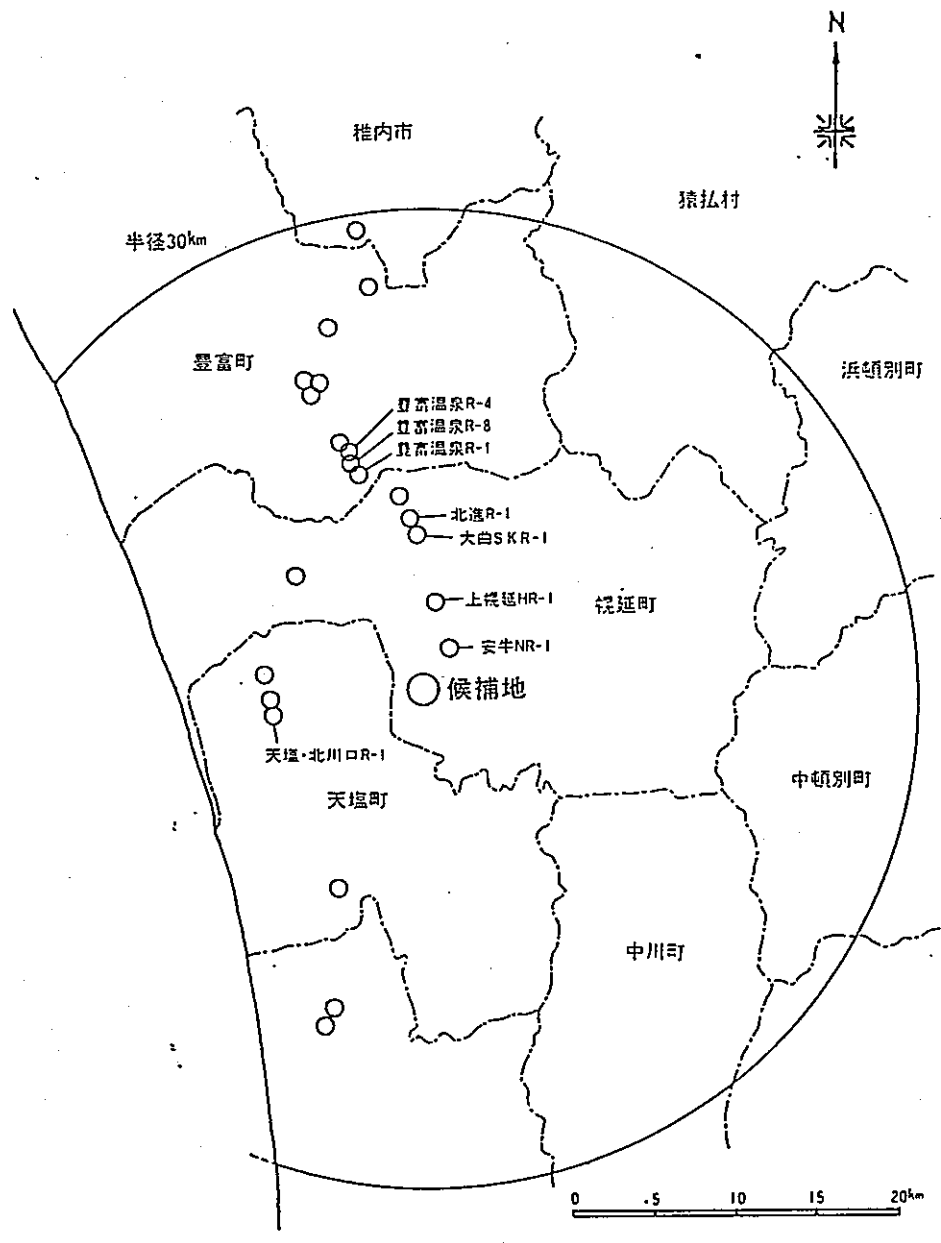 N
稚内市
猿払村
半径30km
豊富町
浜頓別町
豊富温泉R-4
豊富温泉R-8
豊富温泉R-1
北進R-1
大曲SKR-1
上幌延HR-1
幌延町
安牛NR-1
候補地
天塩・北川口R-1
天塩町
中頓別町
中川町
0 5 10 15 20km